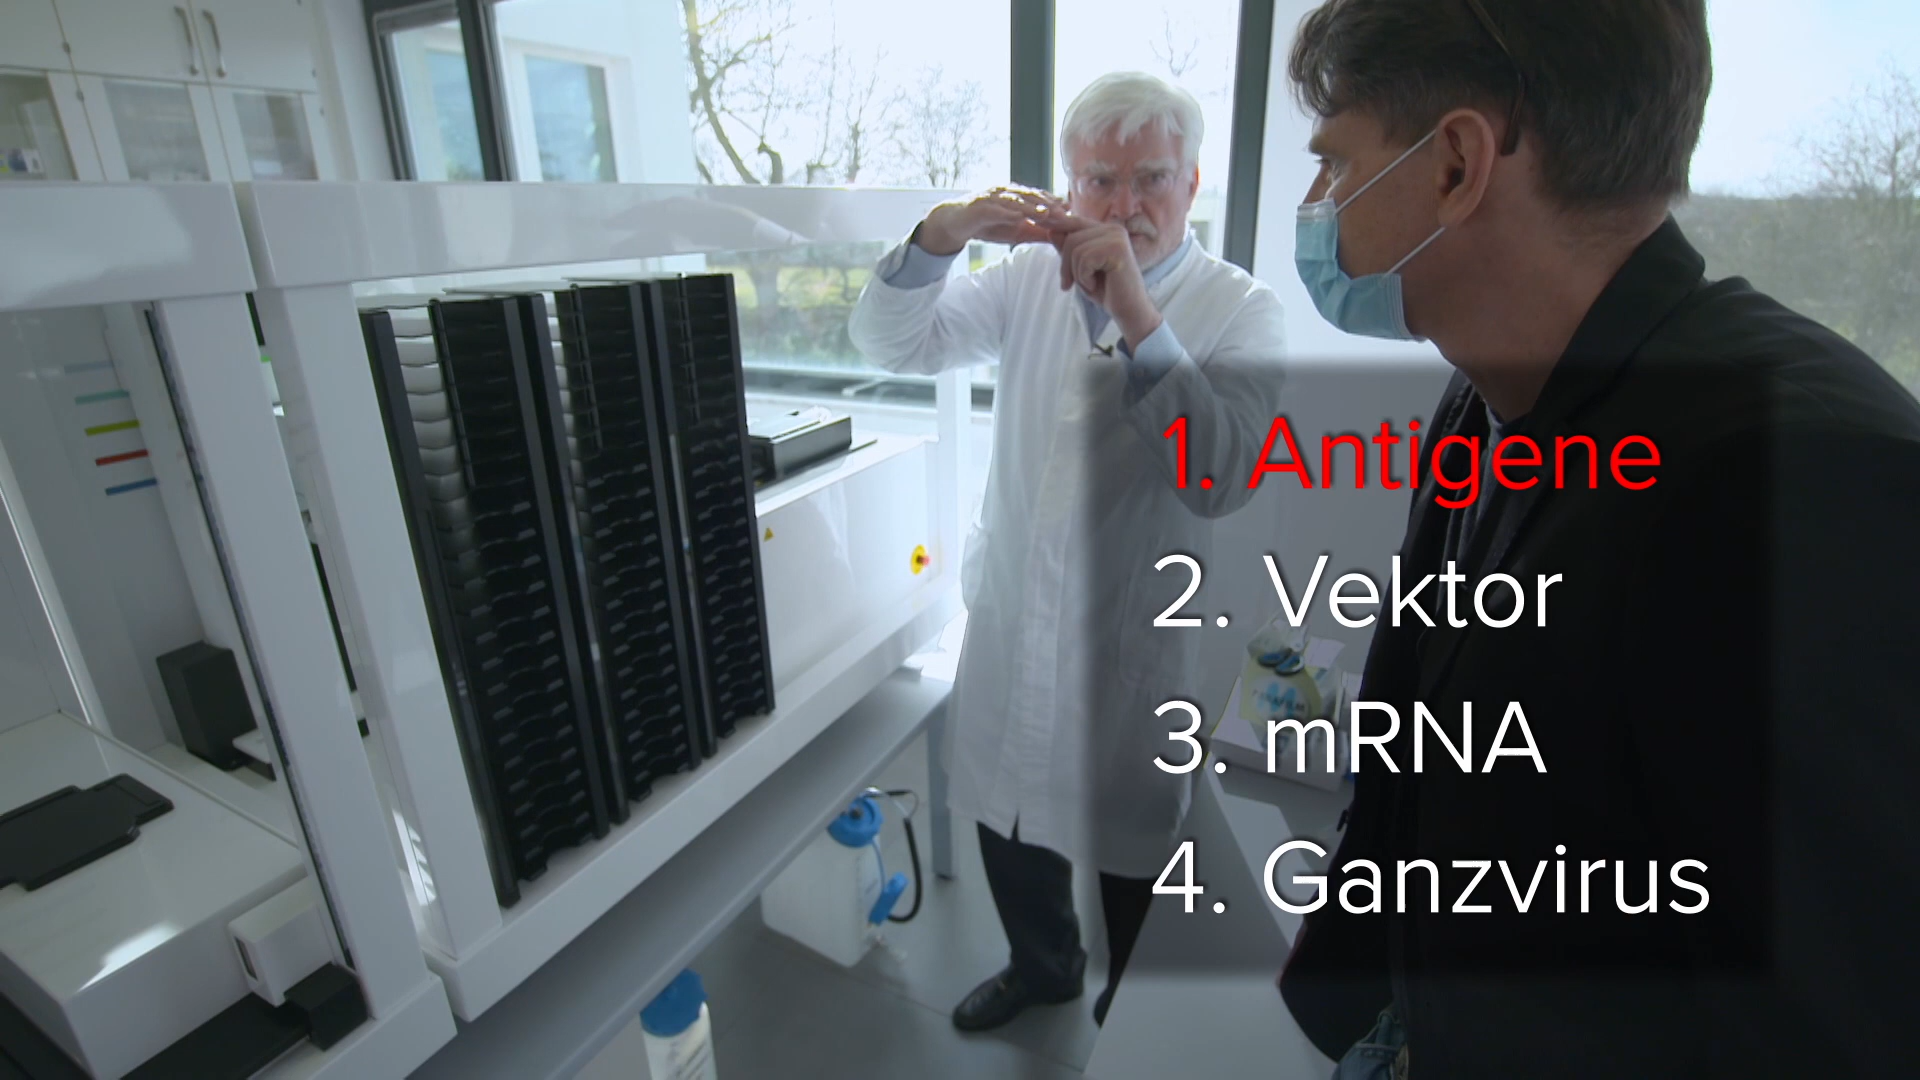 1. Antigene
2. Vektor
3. mRNA
4. Ganzvirus